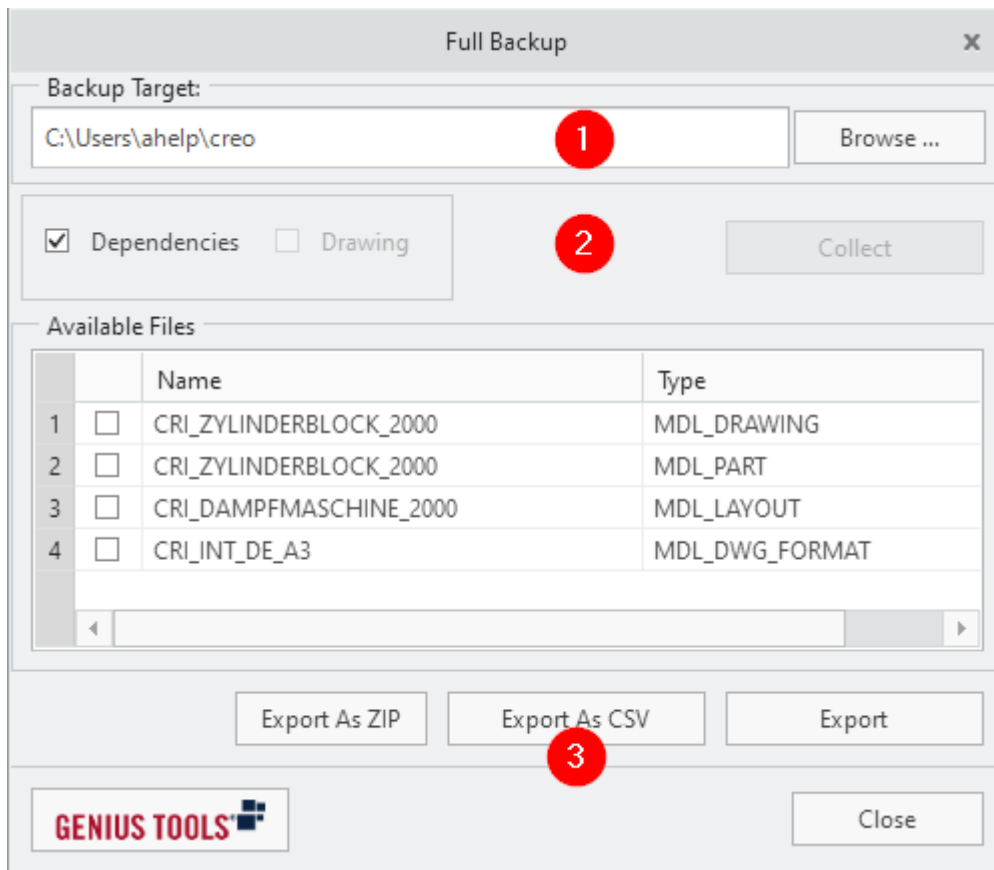 Full Backup
Backup Target:
C:\Users\ahelp\creo 1 Browse ...
Dependencies Drawing 2 Collect
Available Files
Name Type
1 CRI_ZYLINDERBLOCK_2000 MDL_DRAWING
2 CRI_ZYLINDERBLOCK_2000 MDL_PART
3 CRI_DAMPFMASCHINE_2000 MDL_LAYOUT
4 CRI_INT_DE_A3 MDL_DWG_FORMAT
Export As ZIP Export As CSV Export
3
GENIUS TOOLS Close